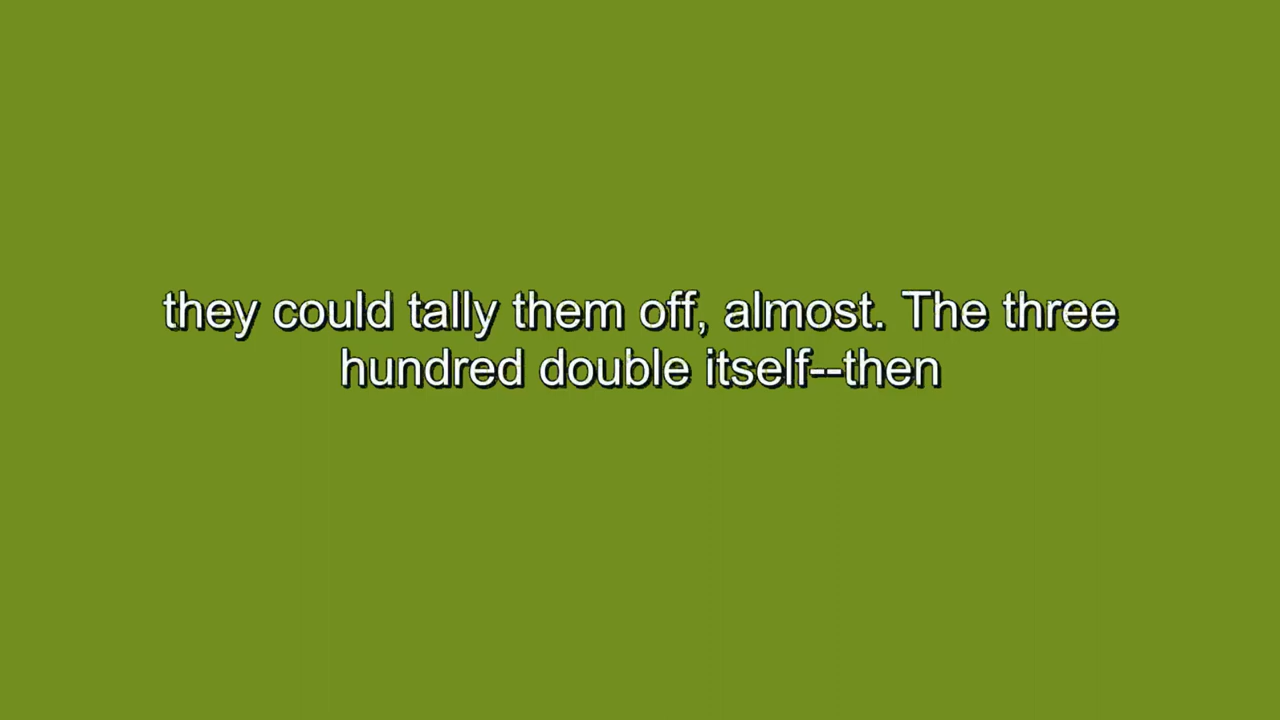 they could tally them off, almost. The three
hundred double itself--then